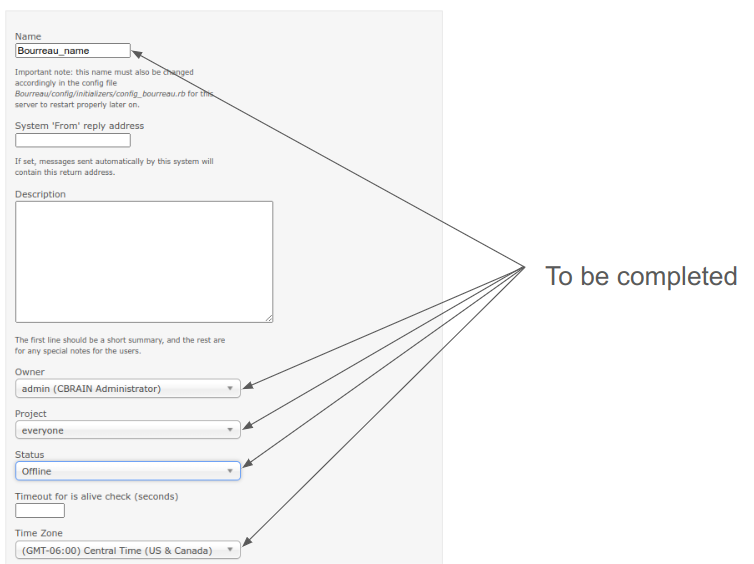 Name
Bourreau_name
Important note: this name must also be changed
accordingly in the config file
Bourreau/config/initializers/config_bourreau.rb for this
server to restart properly later on.
System 'From' reply address
If set, messages sent automatically by this system will
contain this return address.
Description
To be completed
The first line should be a short summary, and the rest are
for any special notes for the users.
Owner
admin (CBRAIN Administrator)
Project
everyone
Status
Offline
Timeout for is alive check (seconds)
Time Zone
(GMT-06:00) Central Time (US & Canada)